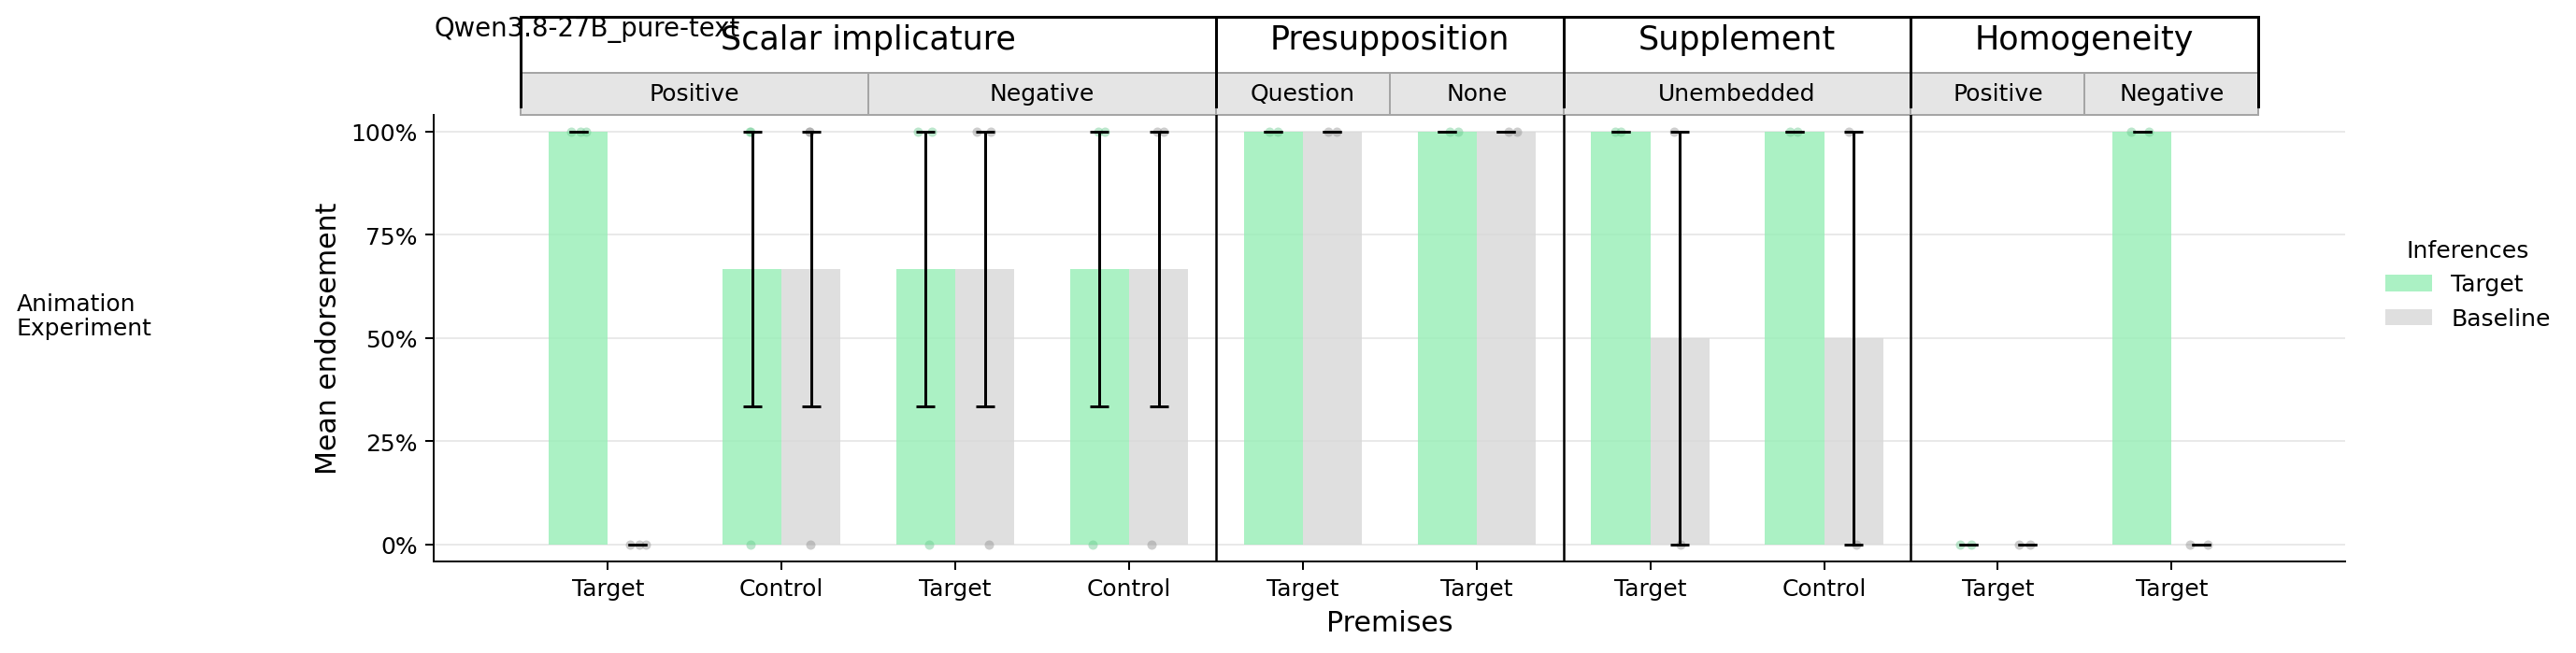 Qwen3.8-27B_pure-text
Scalar implicature Presupposition Supplement Homogeneity
Positive Negative Question None Unembedded Positive Negative
100%
75%
50%
25%
0%
Mean endorsement
Animation
Experiment
Target Control Target Control Target Target Target Control Target Target
Premises
Inferences
Target
Baseline